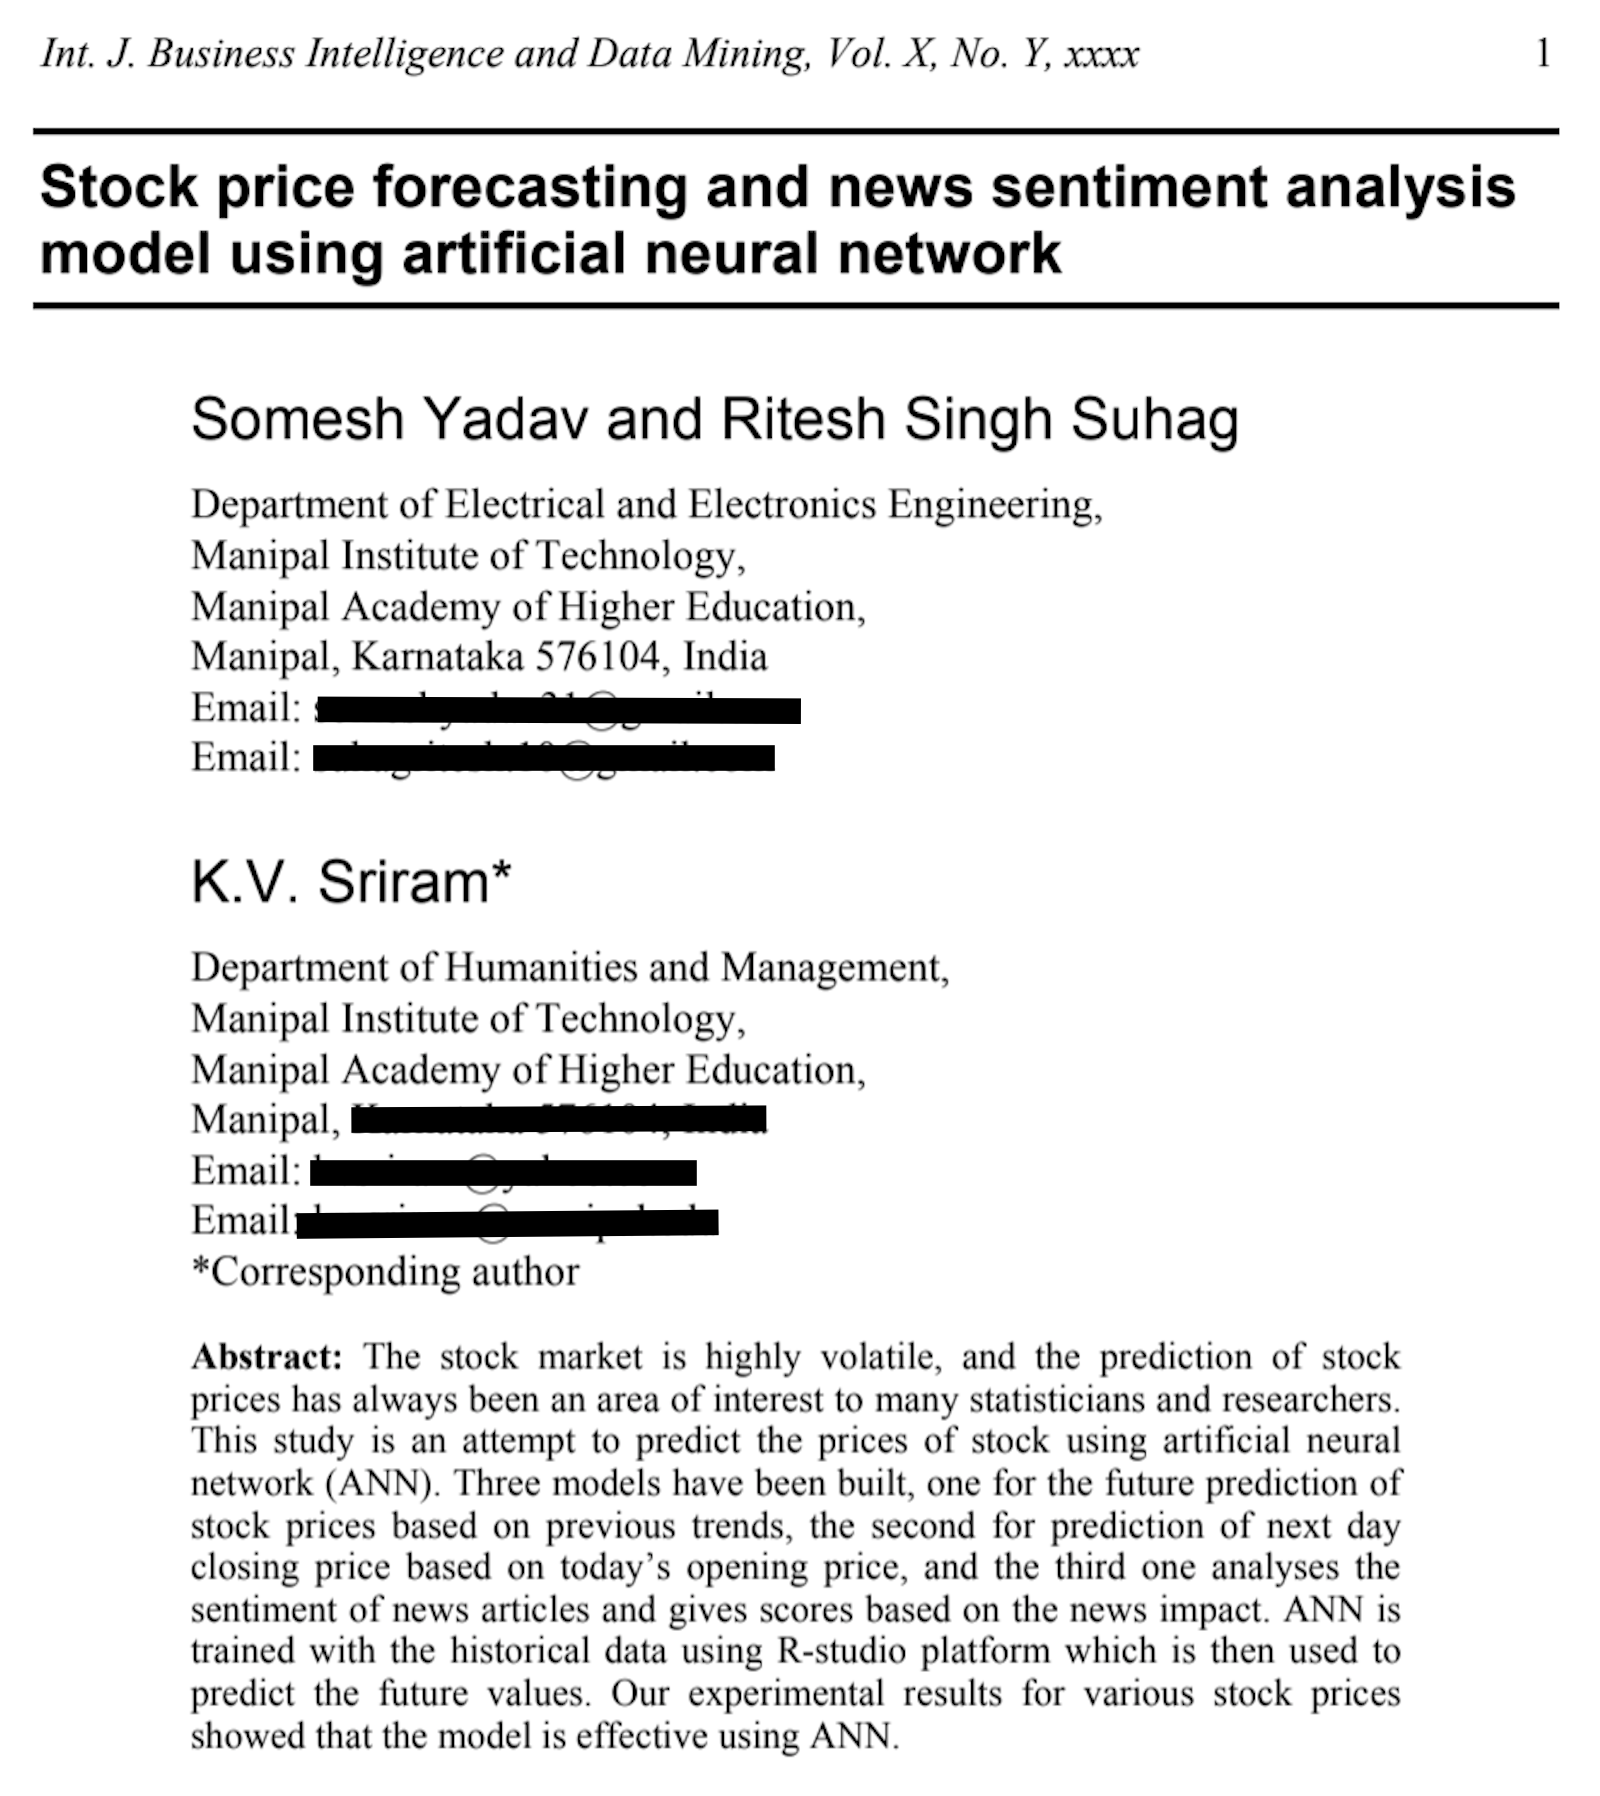 Int. J. Business Intelligence and Data Mining, Vol. X, No. Y, xxxx 1
Stock price forecasting and news sentiment analysis
model using artificial neural network
Somesh Yadav and Ritesh Singh Suhag
Department of Electrical and Electronics Engineering,
Manipal Institute of Technology,
Manipal Academy of Higher Education,
Manipal, Karnataka 576104, India
Email:
Email:
K.V. Sriram*
Department of Humanities and Management,
Manipal Institute of Technology,
Manipal Academy of Higher Education,
Manipal,
Email:
Email:
*Corresponding author
Abstract: The stock market is highly volatile, and the prediction of stock
prices has always been an area of interest to many statisticians and researchers.
This study is an attempt to predict the prices of stock using artificial neural
network (ANN). Three models have been built, one for the future prediction of
stock prices based on previous trends, the second for prediction of next day
closing price based on today’s opening price, and the third one analyses the
sentiment of news articles and gives scores based on the news impact. ANN is
trained with the historical data using R-studio platform which is then used to
predict the future values. Our experimental results for various stock prices
showed that the model is effective using ANN.